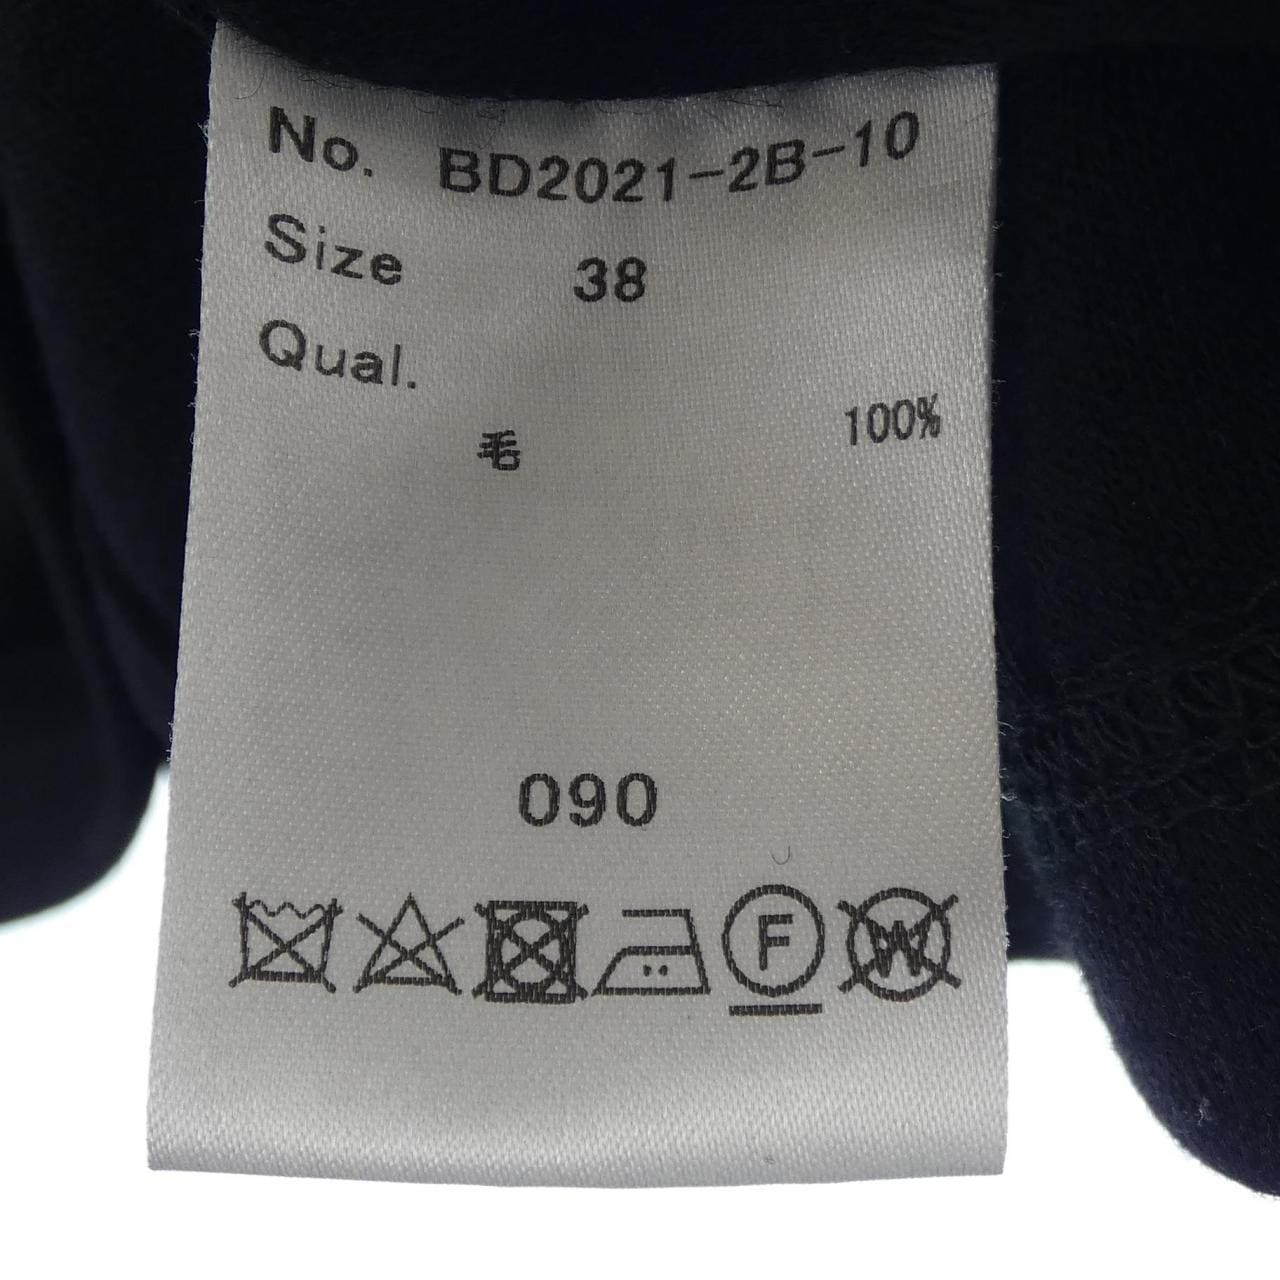 No. BD2021-2B-10
Size 38
Qual.
毛 100%
090
F W